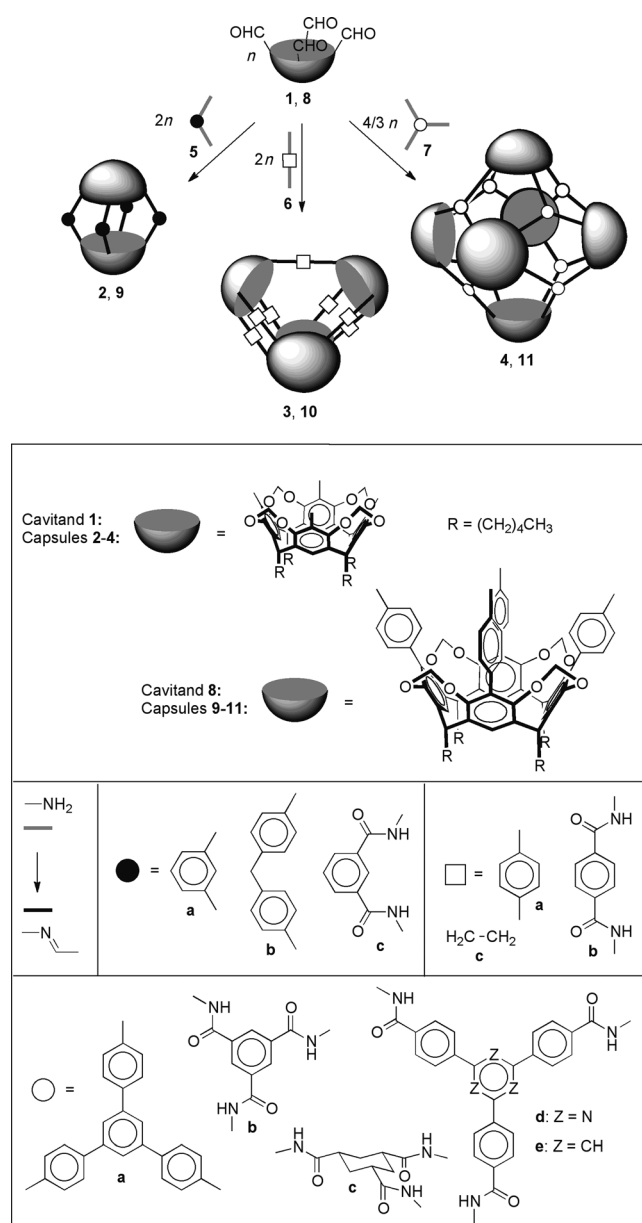 OHC CHO CHO CHO
n
1, 8
2n
5
2n
6
4/3 n
7
2, 9
3, 10
4, 11
Cavitand 1:
Capsules 2-4:
=
R = (CH2)4CH3
O O O O
O O O O
R R R R
Cavitand 8:
Capsules 9-11:
=
O O O O
O O O O
R R R R
NH2
N
=
a
b
O NH
O NH
c
=
a
H2C-CH2
c
O NH
O NH
b
=
a
HN O
O NH
NH O
b
HN O
O NH
O NH
c
HN O
O NH
Z Z Z
NH O
d: Z = N
e: Z = CH